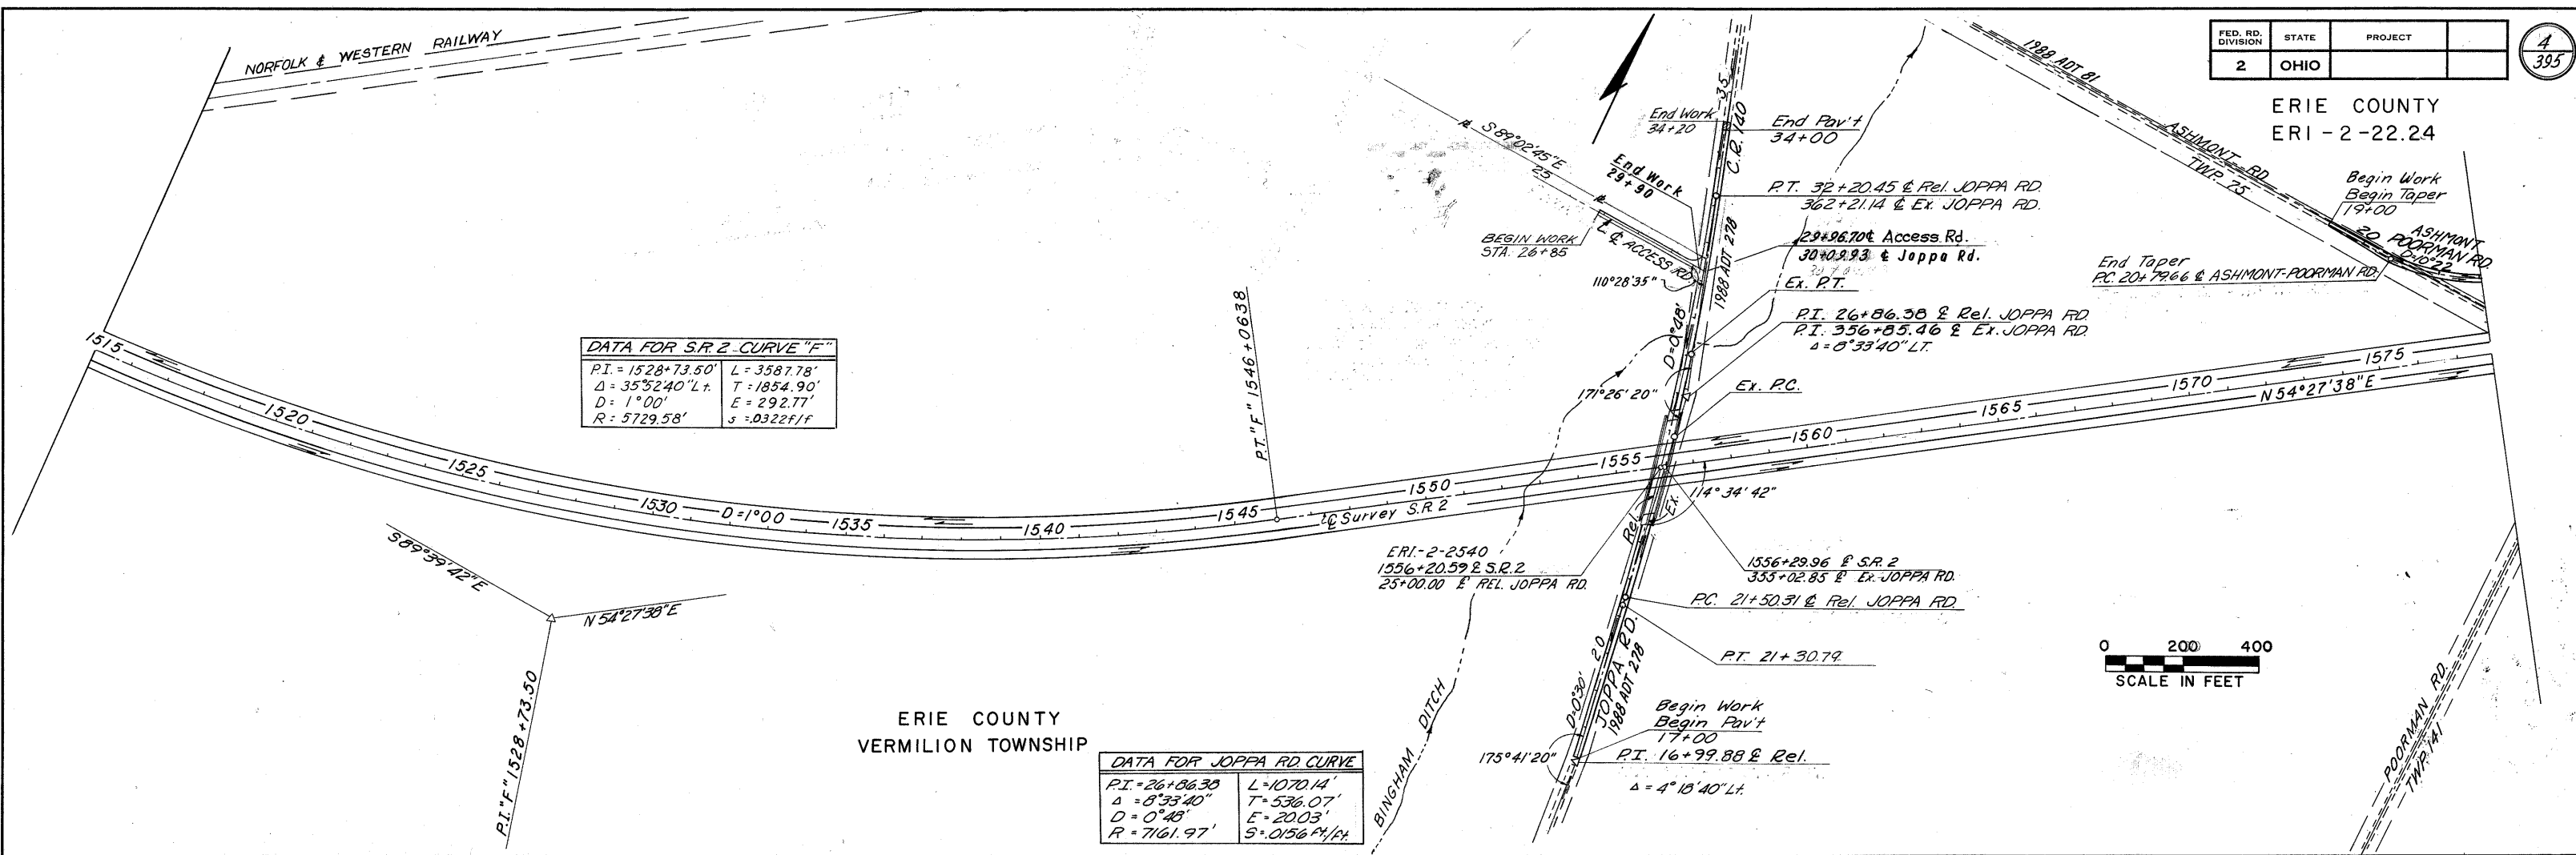 NORFOLK & WESTERN RAILWAY
FED. RD. DIVISION
STATE
PROJECT
2
OHIO
4
395
ERIE COUNTY
ERI-2-22.24
1988 ADT 81
ASHMONT RD.
TWP. 75
Begin Work
Begin Taper
19+00
20
ASHMONT
POORMAN RD
D=10°22'
End Taper
P.C. 20+79.66 ℄ ASHMONT-POORMAN RD.
35
C.R. 140
End Work
34+20
End Pav't
34+00
℄ S 89°02'45"E
25
End Work
29+90
P.T. 32+20.45 ℄ Rel. JOPPA RD.
362+21.14 ℄ Ex. JOPPA RD.
BEGIN WORK
STA. 26+85
℄ ACCESS RD.
1988 ADT 278
29+96.70 ℄ Access Rd.
30+09.93 ℄ Joppa Rd.
110°28'35"
Ex. P.T.
D=0°48'
P.I. 26+86.38 ℄ Rel. JOPPA RD.
P.I. 356+85.46 ℄ Ex. JOPPA RD.
Δ = 8°33'40" LT.
171°26'20"
Ex. P.C.
DATA FOR S.R. 2 CURVE "F"
P.I. = 1528+73.50' L = 3587.78'
Δ = 35°52'40" Lt. T = 1854.90'
D = 1°00' E = 292.77'
R = 5729.58' s = .0322 f/f
P.T. "F" 1546+06.38
1515
1520
1525
1530
D=1°00
1535
1540
1545
℄ Survey S.R. 2
1550
1555
1560
1565
1570
1575
N 54°27'38"E
114°34'42"
Rel.
Ex.
S 89°39'42"E
N 54°27'38"E
P.I. "F" 1528+73.50
ERI.-2-2540
1556+20.59 ℄ S.R. 2
25+00.00 ℄ REL. JOPPA RD.
1556+29.96 ℄ S.R. 2
355+02.85 ℄ Ex. JOPPA RD.
P.C. 21+50.31 ℄ Rel. JOPPA RD.
P.T. 21+30.79
20
JOPPA RD.
1988 ADT 278
D=0°30'
Begin Work
Begin Pav't
17+00
P.I. 16+99.88 ℄ Rel.
Δ = 4°18'40" Lt.
175°41'20"
BINGHAM DITCH
0 200 400
SCALE IN FEET
POORMAN RD.
TWP. 141
ERIE COUNTY
VERMILION TOWNSHIP
DATA FOR JOPPA RD. CURVE
P.I. = 26+86.38 L = 1070.14'
Δ = 8°33'40" T = 536.07'
D = 0°48' E = 20.03'
R = 7161.97' S = .0156 Ft./Ft.